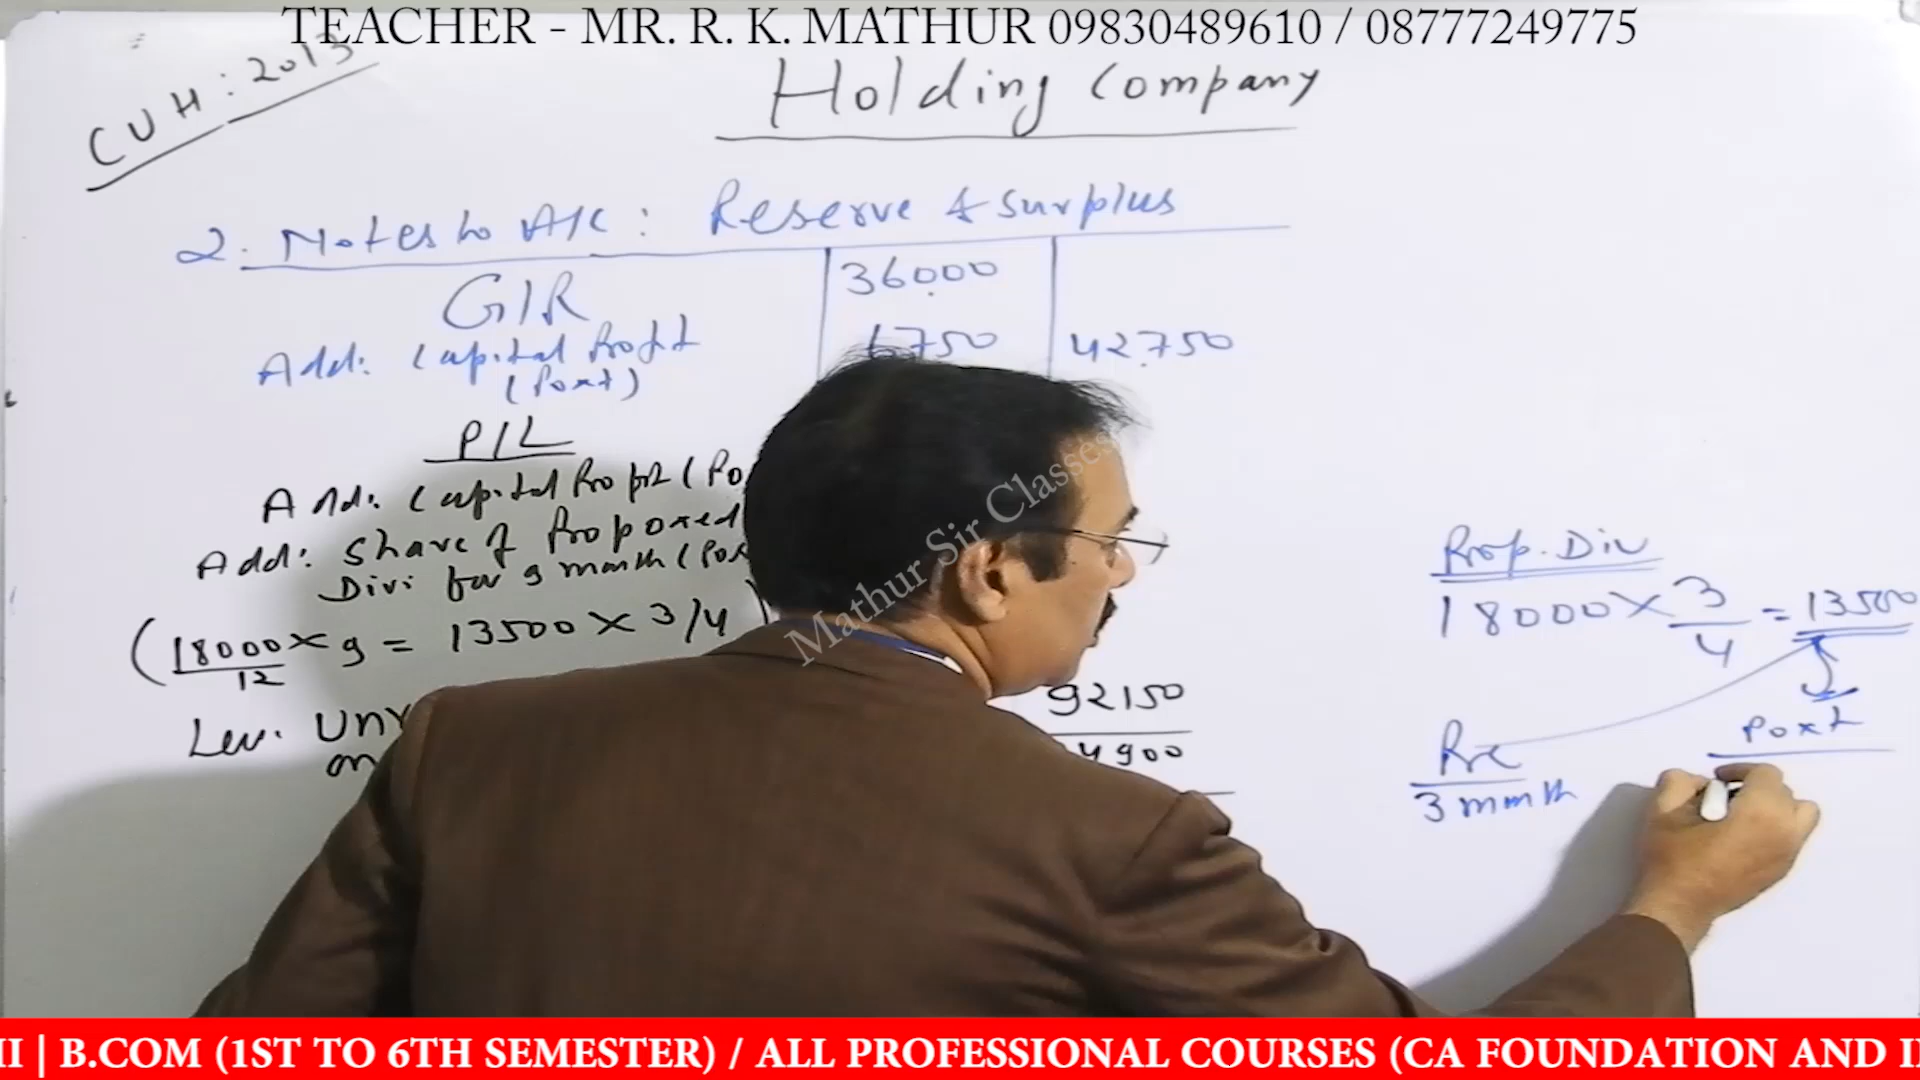 TEACHER - MR. R. K. MATHUR 09830489610 / 08777249775
CUH : 2013
Holding Company
2. Notes to A/C : Reserve & Surplus
G/R 36000
Add: Capital Profit 6750 42750
(Post)
P/L
Add: Capital Profit (Po
Add: Share of Proposed
Divi for 9 month (Pos
(18000/12 × 9 = 13500 × 3/4)
92150
4900
Prop. Div
18000 × 3/4 = 13500
Post
Pre
3 month
Mathur Sir Classes
II | B.COM (1ST TO 6TH SEMESTER) / ALL PROFESSIONAL COURSES (CA FOUNDATION AND I